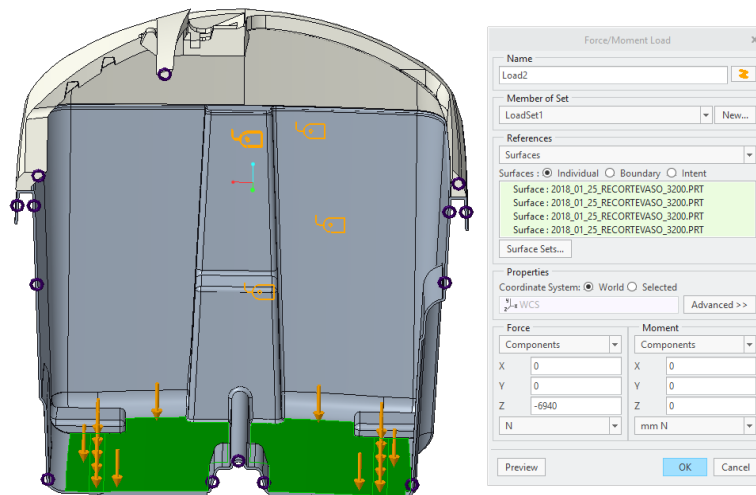 Force/Moment Load
Name
Load2
Member of Set
LoadSet1
New...
References
Surfaces
Surfaces : Individual Boundary Intent
Surface : 2018_01_25_RECORTEVASO_3200.PRT
Surface : 2018_01_25_RECORTEVASO_3200.PRT
Surface : 2018_01_25_RECORTEVASO_3200.PRT
Surface : 2018_01_25_RECORTEVASO_3200.PRT
Surface Sets...
Properties
Coordinate System: World Selected
WCS
Advanced >>
Force Moment
Components Components
X 0 X 0
Y 0 Y 0
Z -6940 Z 0
N mm N
Preview OK Cancel